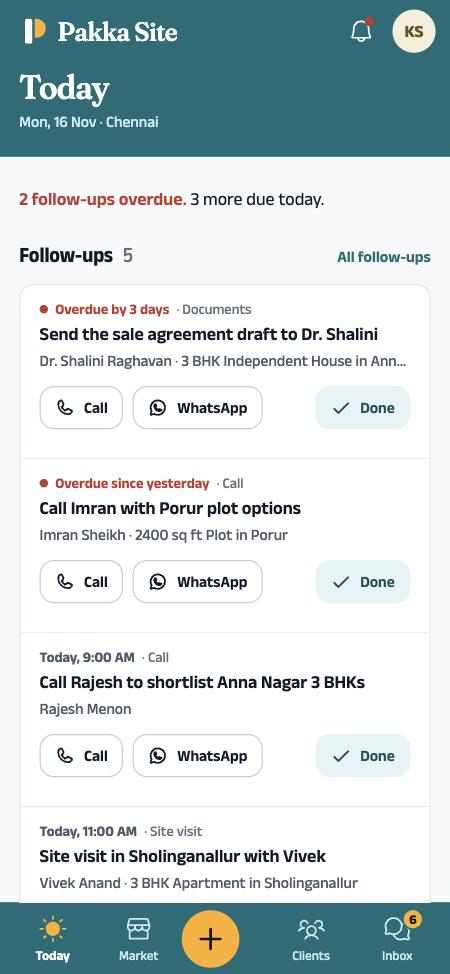 Pakka Site
KS
Today
Mon, 16 Nov · Chennai
2 follow-ups overdue. 3 more due today.
Follow-ups 5
All follow-ups
Overdue by 3 days · Documents
Send the sale agreement draft to Dr. Shalini
Dr. Shalini Raghavan · 3 BHK Independent House in Ann...
Call WhatsApp Done
Overdue since yesterday · Call
Call Imran with Porur plot options
Imran Sheikh · 2400 sq ft Plot in Porur
Call WhatsApp Done
Today, 9:00 AM · Call
Call Rajesh to shortlist Anna Nagar 3 BHKs
Rajesh Menon
Call WhatsApp Done
Today, 11:00 AM · Site visit
Site visit in Sholinganallur with Vivek
Vivek Anand · 3 BHK Apartment in Sholinganallur
6
Today Market Clients Inbox